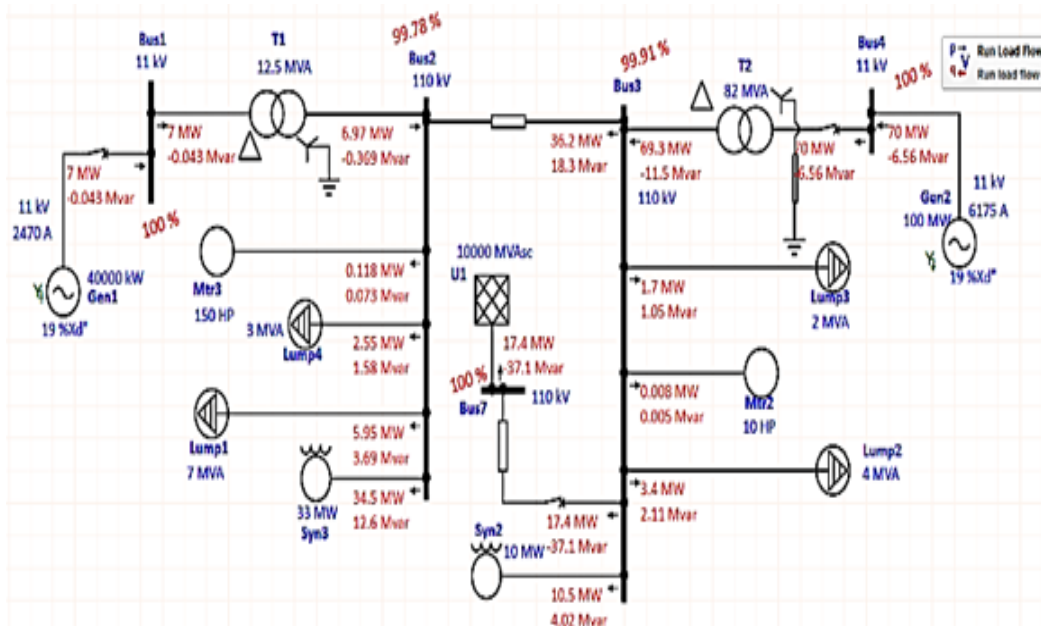 Bus1
11 kV
T1
12.5 MVA
99.78 %
Bus2
110 kV
99.91 %
Bus3
T2
82 MVA
Bus4
11 kV
100 %
Run Load Flow
Run load flow
7 MW
-0.043 Mvar
6.97 MW
-0.369 Mvar
36.2 MW
18.3 Mvar
69.3 MW
-11.5 Mvar
110 kV
70 MW
-6.56 Mvar
70 MW
-6.56 Mvar
7 MW
-0.043 Mvar
100 %
11 kV
2470 A
40000 kW
Gen1
19 %Xd"
11 kV
6175 A
Gen2
100 MW
19 %Xd"
Mtr3
150 HP
0.118 MW
0.073 Mvar
10000 MVAsc
U1
1.7 MW
1.05 Mvar
Lump3
2 MVA
3 MVA
Lump4
2.55 MW
1.58 Mvar
17.4 MW
-37.1 Mvar
100 %
Bus7
110 kV
0.008 MW
0.005 Mvar
Mtr2
10 HP
Lump1
7 MVA
5.95 MW
3.69 Mvar
Lump2
4 MVA
3.4 MW
2.11 Mvar
33 MW
Syn3
34.5 MW
12.6 Mvar
17.4 MW
-37.1 Mvar
Syn2
10 MW
10.5 MW
4.02 Mvar